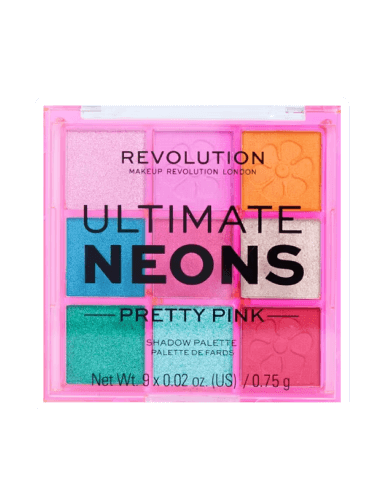 REVOLUTION
MAKEUP REVOLUTION LONDON
ULTIMATE
NEONS
PRETTY PINK
SHADOW PALETTE
PALETTE DE FARDS
Net Wt. 9 x 0.02 oz. (US) / 0.75 g